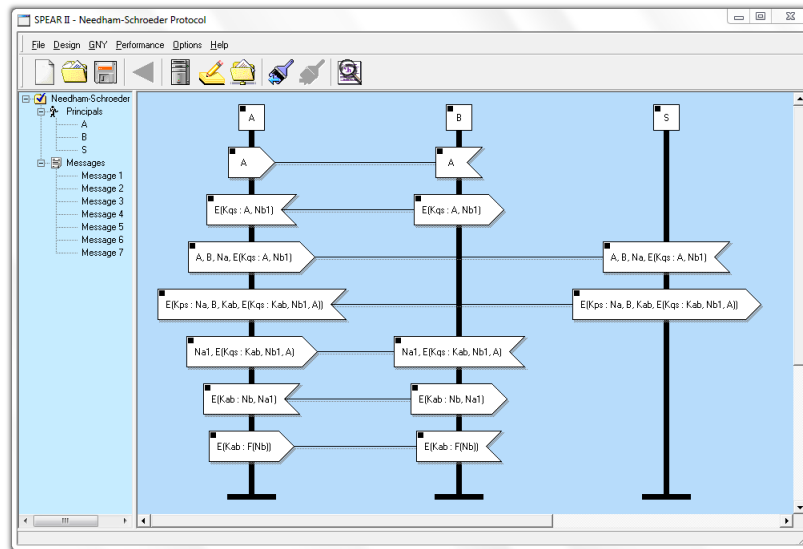 SPEAR II - Needham-Schroeder Protocol
File Design GNY Performance Options Help
Needham-Schroeder
Principals
A
B
S
Messages
Message 1
Message 2
Message 3
Message 4
Message 5
Message 6
Message 7
A B S
A A
E(Kqs : A, Nb1) E(Kqs : A, Nb1)
A, B, Na, E(Kqs : A, Nb1) A, B, Na, E(Kqs : A, Nb1)
E(Kps : Na, B, Kab, E(Kqs : Kab, Nb1, A)) E(Kps : Na, B, Kab, E(Kqs : Kab, Nb1, A))
Na1, E(Kqs : Kab, Nb1, A) Na1, E(Kqs : Kab, Nb1, A)
E(Kab : Nb, Na1) E(Kab : Nb, Na1)
E(Kab : F(Nb)) E(Kab : F(Nb))